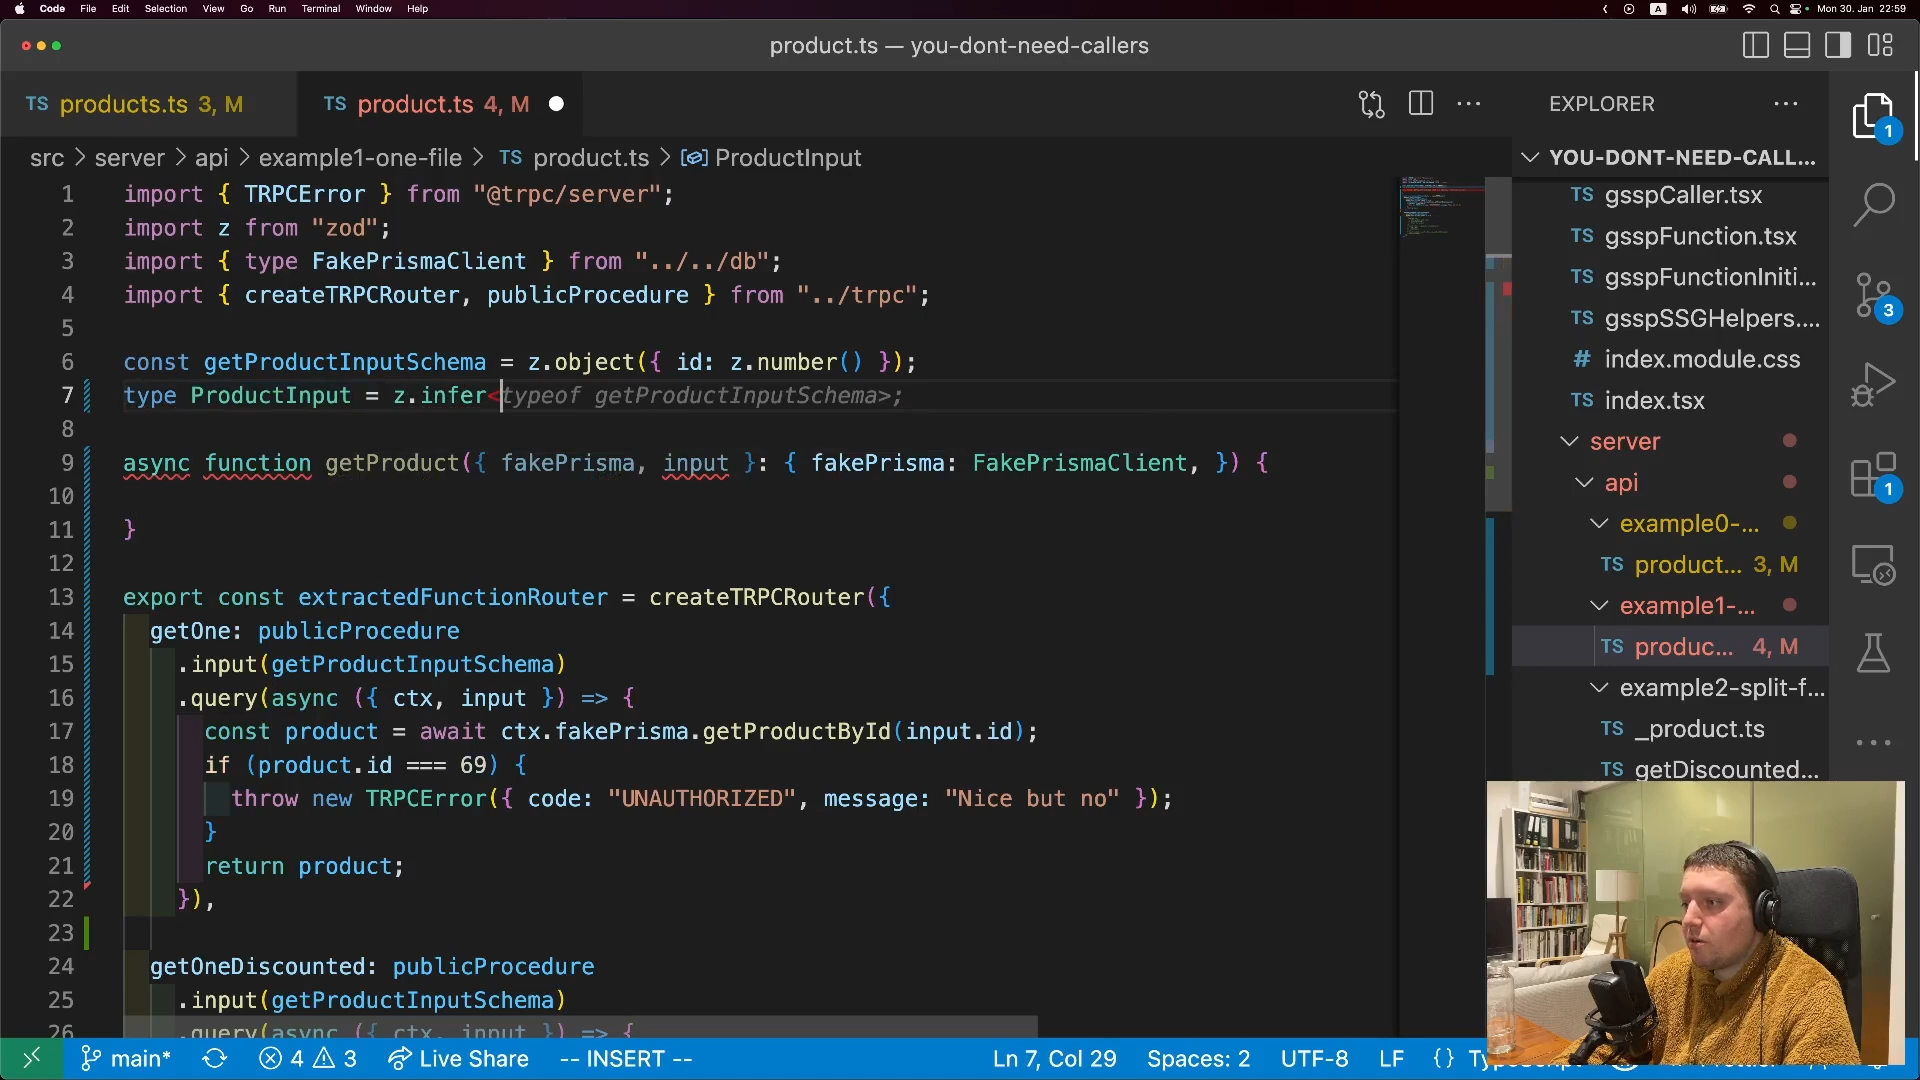 Code File Edit Selection View Go Run Terminal Window Help
A Mon 30. Jan 22:59
product.ts — you-dont-need-callers
TS products.ts 3, M
TS product.ts 4, M
EXPLORER
src > server > api > example1-one-file > TS product.ts > ProductInput
1 import { TRPCError } from "@trpc/server";
2 import z from "zod";
3 import { type FakePrismaClient } from "../../db";
4 import { createTRPCRouter, publicProcedure } from "../trpc";
5
6 const getProductInputSchema = z.object({ id: z.number() });
7 type ProductInput = z.infer<typeof getProductInputSchema>;
8
9 async function getProduct({ fakePrisma, input }: { fakePrisma: FakePrismaClient, }) {
10
11 }
12
13 export const extractedFunctionRouter = createTRPCRouter({
14 getOne: publicProcedure
15 .input(getProductInputSchema)
16 .query(async ({ ctx, input }) => {
17 const product = await ctx.fakePrisma.getProductById(input.id);
18 if (product.id === 69) {
19 throw new TRPCError({ code: "UNAUTHORIZED", message: "Nice but no" });
20 }
21 return product;
22 }),
23
24 getOneDiscounted: publicProcedure
25 .input(getProductInputSchema)
26 .query(async ({ ctx, input }) => {
YOU-DONT-NEED-CALL...
TS gsspCaller.tsx
TS gsspFunction.tsx
TS gsspFunctionIniti...
TS gsspSSGHelpers....
# index.module.css
TS index.tsx
server
api
example0-...
TS product... 3, M
example1-...
TS produc... 4, M
example2-split-f...
TS _product.ts
TS getDiscounted...
1
3
1
main* 4 3 Live Share -- INSERT --
Ln 7, Col 29 Spaces: 2 UTF-8 LF {}